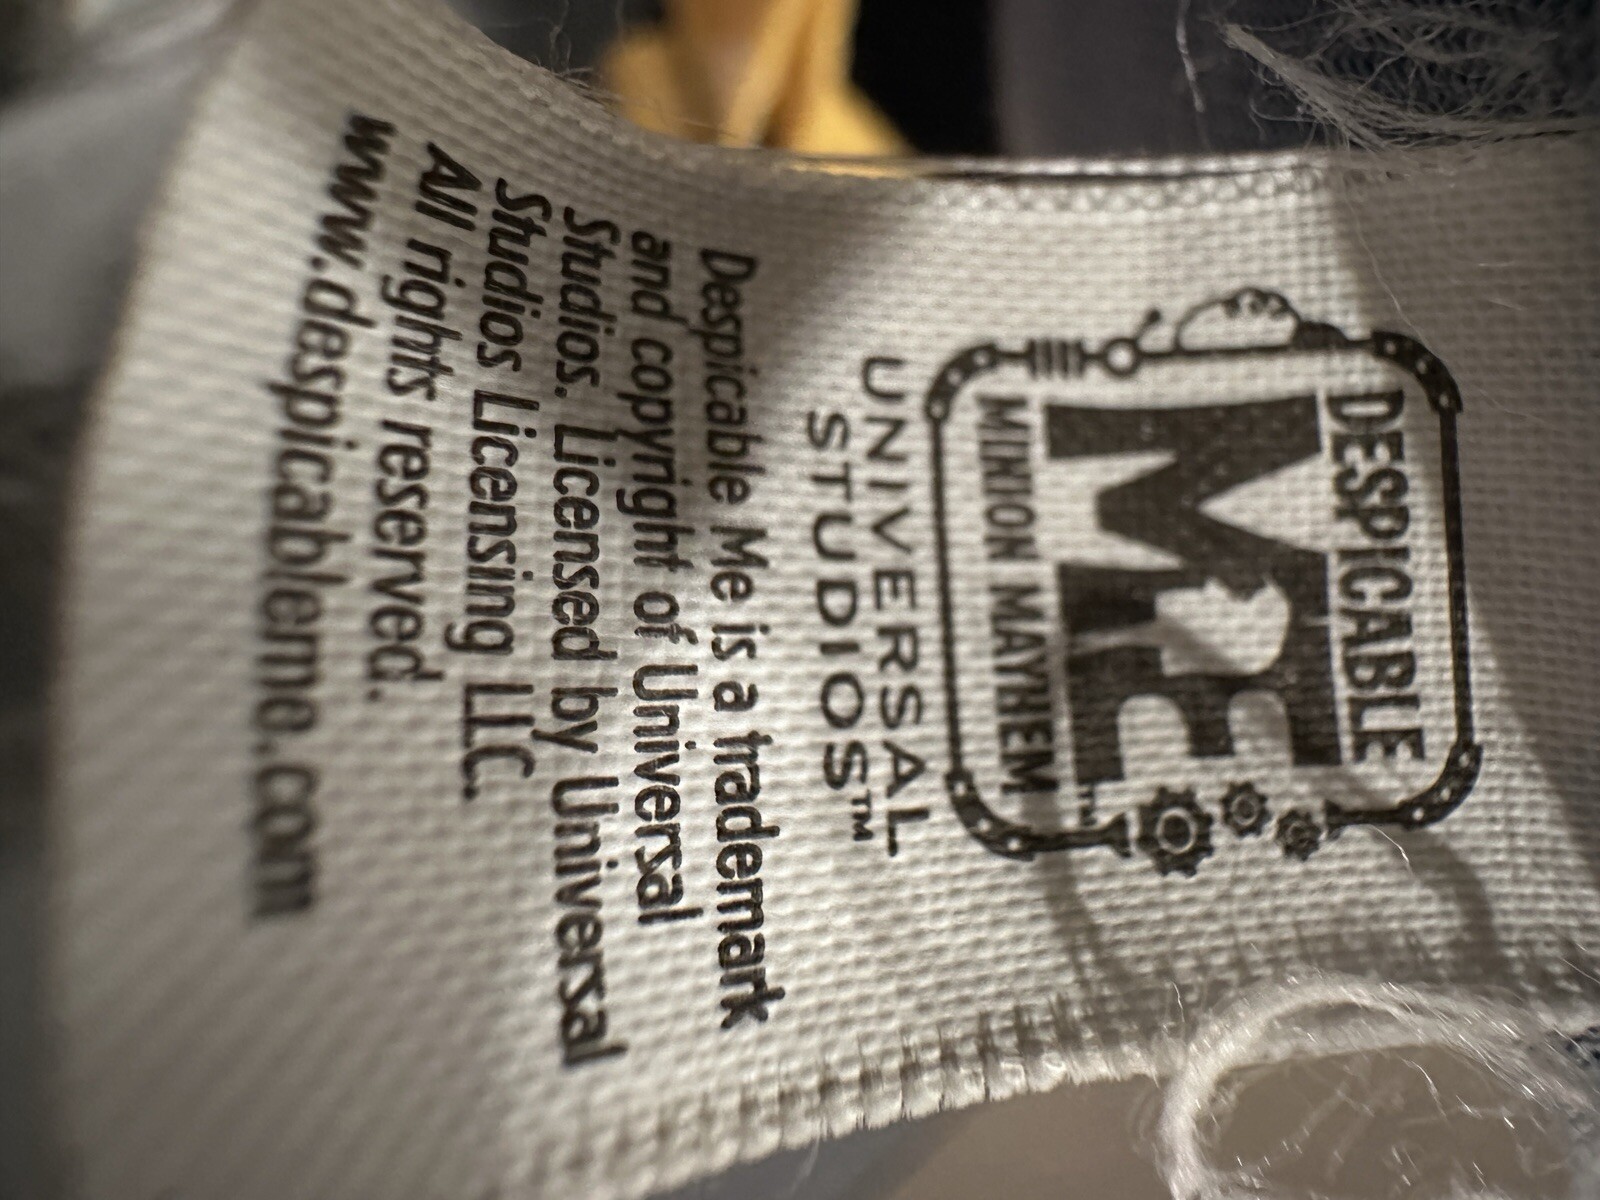 DESPICABLE
ME™
MINION MAYHEM
UNIVERSAL
STUDIOS™
Despicable Me is a trademark
and copyright of Universal
Studios. Licensed by Universal
Studios Licensing LLC.
All rights reserved.
www.despicableme.com